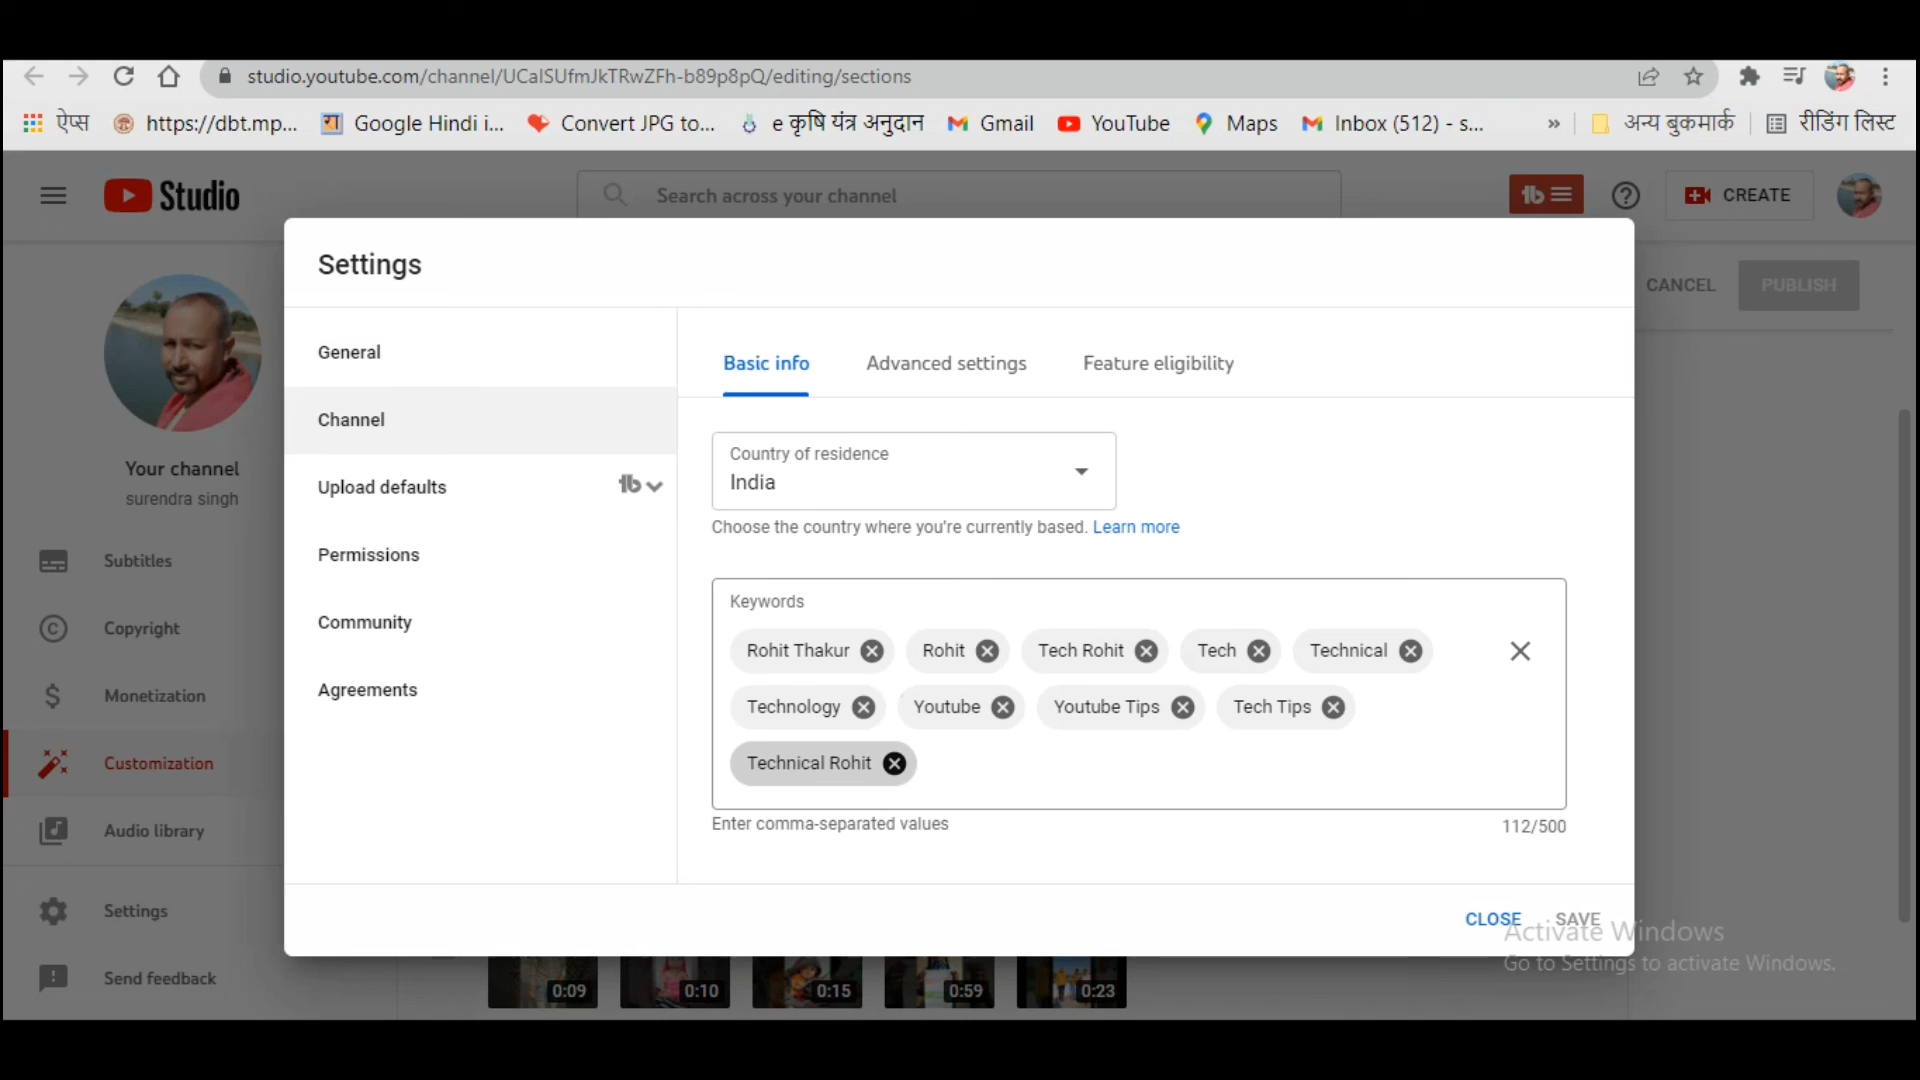 studio.youtube.com/channel/UCalSUfmJkTRwZFh-b89p8pQ/editing/sections
ऐप्स https://dbt.mp... Google Hindi i... Convert JPG to... e कृषि यंत्र अनुदान Gmail YouTube Maps Inbox (512) - s... » अन्य बुकमार्क रीडिंग लिस्ट
Studio Search across your channel CREATE
Settings
CANCEL PUBLISH
General
Basic info Advanced settings Feature eligibility
Channel
Country of residence
India
Your channel
surendra singh
Upload defaults
Choose the country where you're currently based. Learn more
Permissions
Subtitles
Keywords
Community
Copyright
Rohit Thakur Rohit Tech Rohit Tech Technical
Agreements
Monetization
Technology Youtube Youtube Tips Tech Tips
Customization
Technical Rohit
Audio library
Enter comma-separated values 112/500
Settings
CLOSE SAVE
Activate Windows
Go to Settings to activate Windows.
Send feedback
0:09 0:10 0:15 0:59 0:23